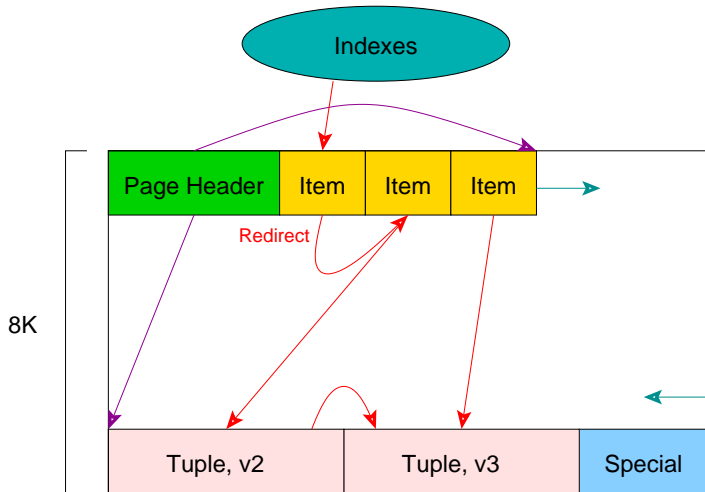 Indexes
Page Header
Item
Item
Item
Redirect
8K
Tuple, v2
Tuple, v3
Special